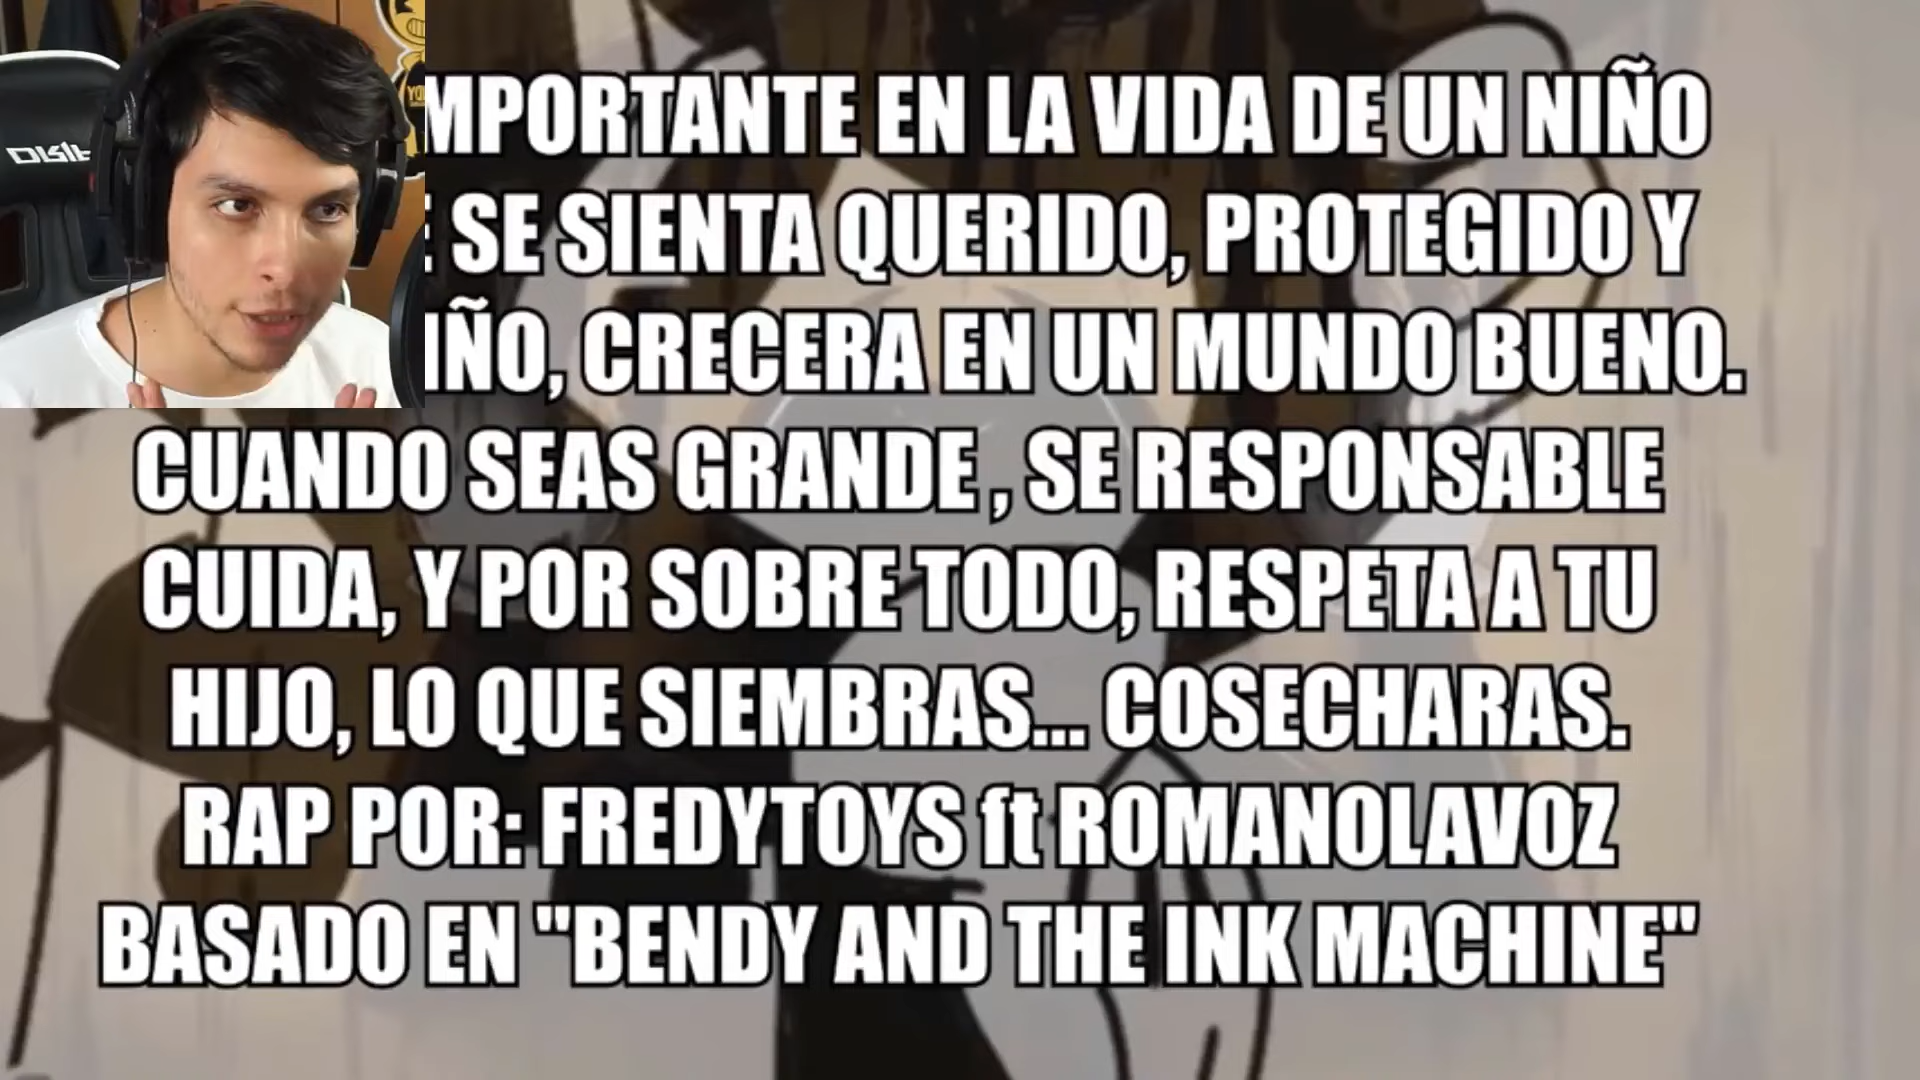 MPORTANTE EN LA VIDA DE UN NIÑO
SE SIENTA QUERIDO, PROTEGIDO Y
IÑO, CRECERA EN UN MUNDO BUENO.
CUANDO SEAS GRANDE , SE RESPONSABLE
CUIDA, Y POR SOBRE TODO, RESPETA A TU
HIJO, LO QUE SIEMBRAS... COSECHARAS.
RAP POR: FREDYTOYS ft ROMANOLAVOZ
BASADO EN "BENDY AND THE INK MACHINE"